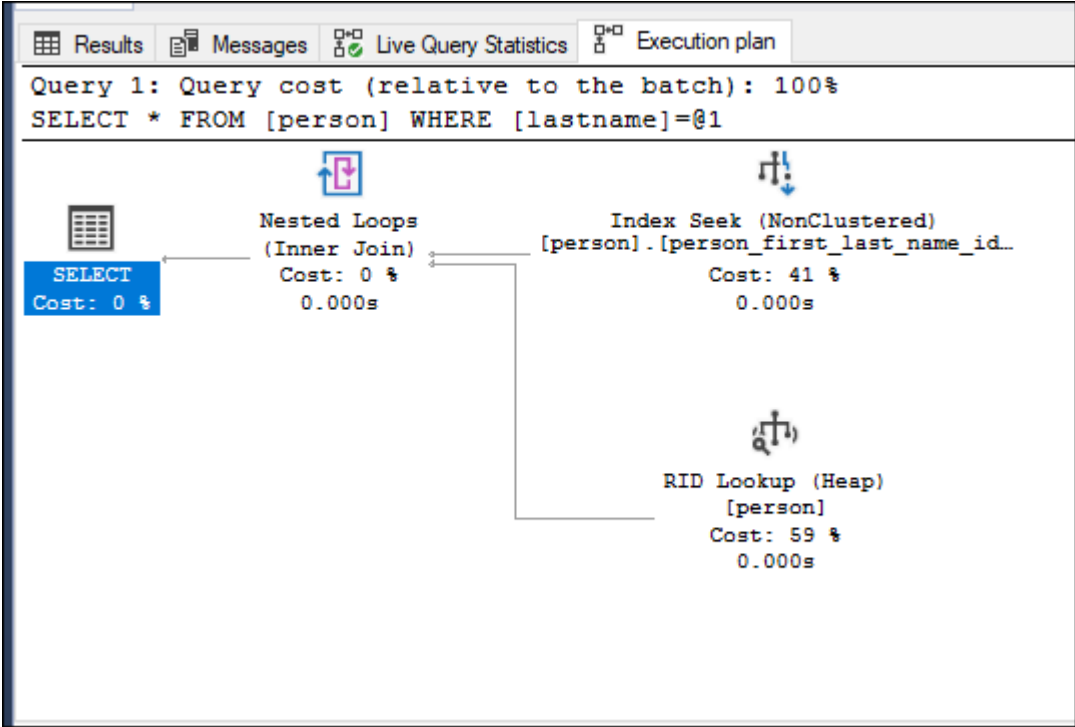 Results Messages Live Query Statistics Execution plan
Query 1: Query cost (relative to the batch): 100%
SELECT * FROM [person] WHERE [lastname]=@1
SELECT
Cost: 0 %
Nested Loops
(Inner Join)
Cost: 0 %
0.000s
Index Seek (NonClustered)
[person].[person_first_last_name_id…
Cost: 41 %
0.000s
RID Lookup (Heap)
[person]
Cost: 59 %
0.000s